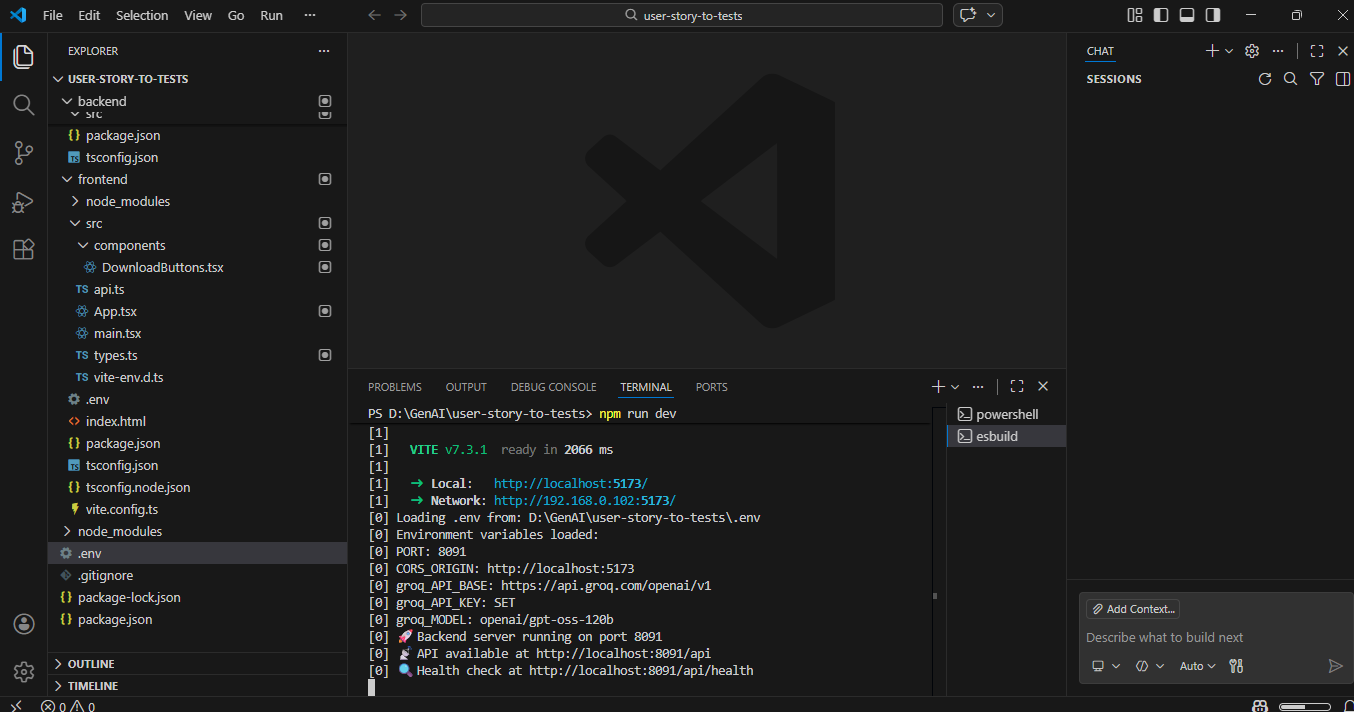 File Edit Selection View Go Run ···
user-story-to-tests
EXPLORER
USER-STORY-TO-TESTS
backend
src
package.json
tsconfig.json
frontend
node_modules
src
components
DownloadButtons.tsx
TS api.ts
App.tsx
main.tsx
TS types.ts
TS vite-env.d.ts
.env
index.html
package.json
tsconfig.json
tsconfig.node.json
vite.config.ts
node_modules
.env
.gitignore
package-lock.json
package.json
OUTLINE
TIMELINE
PROBLEMS OUTPUT DEBUG CONSOLE TERMINAL PORTS
PS D:\GenAI\user-story-to-tests> npm run dev
[1]
[1] VITE v7.3.1 ready in 2066 ms
[1]
[1] ➜ Local: http://localhost:5173/
[1] ➜ Network: http://192.168.0.102:5173/
[0] Loading .env from: D:\GenAI\user-story-to-tests\.env
[0] Environment variables loaded:
[0] PORT: 8091
[0] CORS_ORIGIN: http://localhost:5173
[0] groq_API_BASE: https://api.groq.com/openai/v1
[0] groq_API_KEY: SET
[0] groq_MODEL: openai/gpt-oss-120b
[0] 🚀 Backend server running on port 8091
[0] 📡 API available at http://localhost:8091/api
[0] 🔍 Health check at http://localhost:8091/api/health
powershell
esbuild
CHAT
SESSIONS
Add Context...
Describe what to build next
Auto
0 0